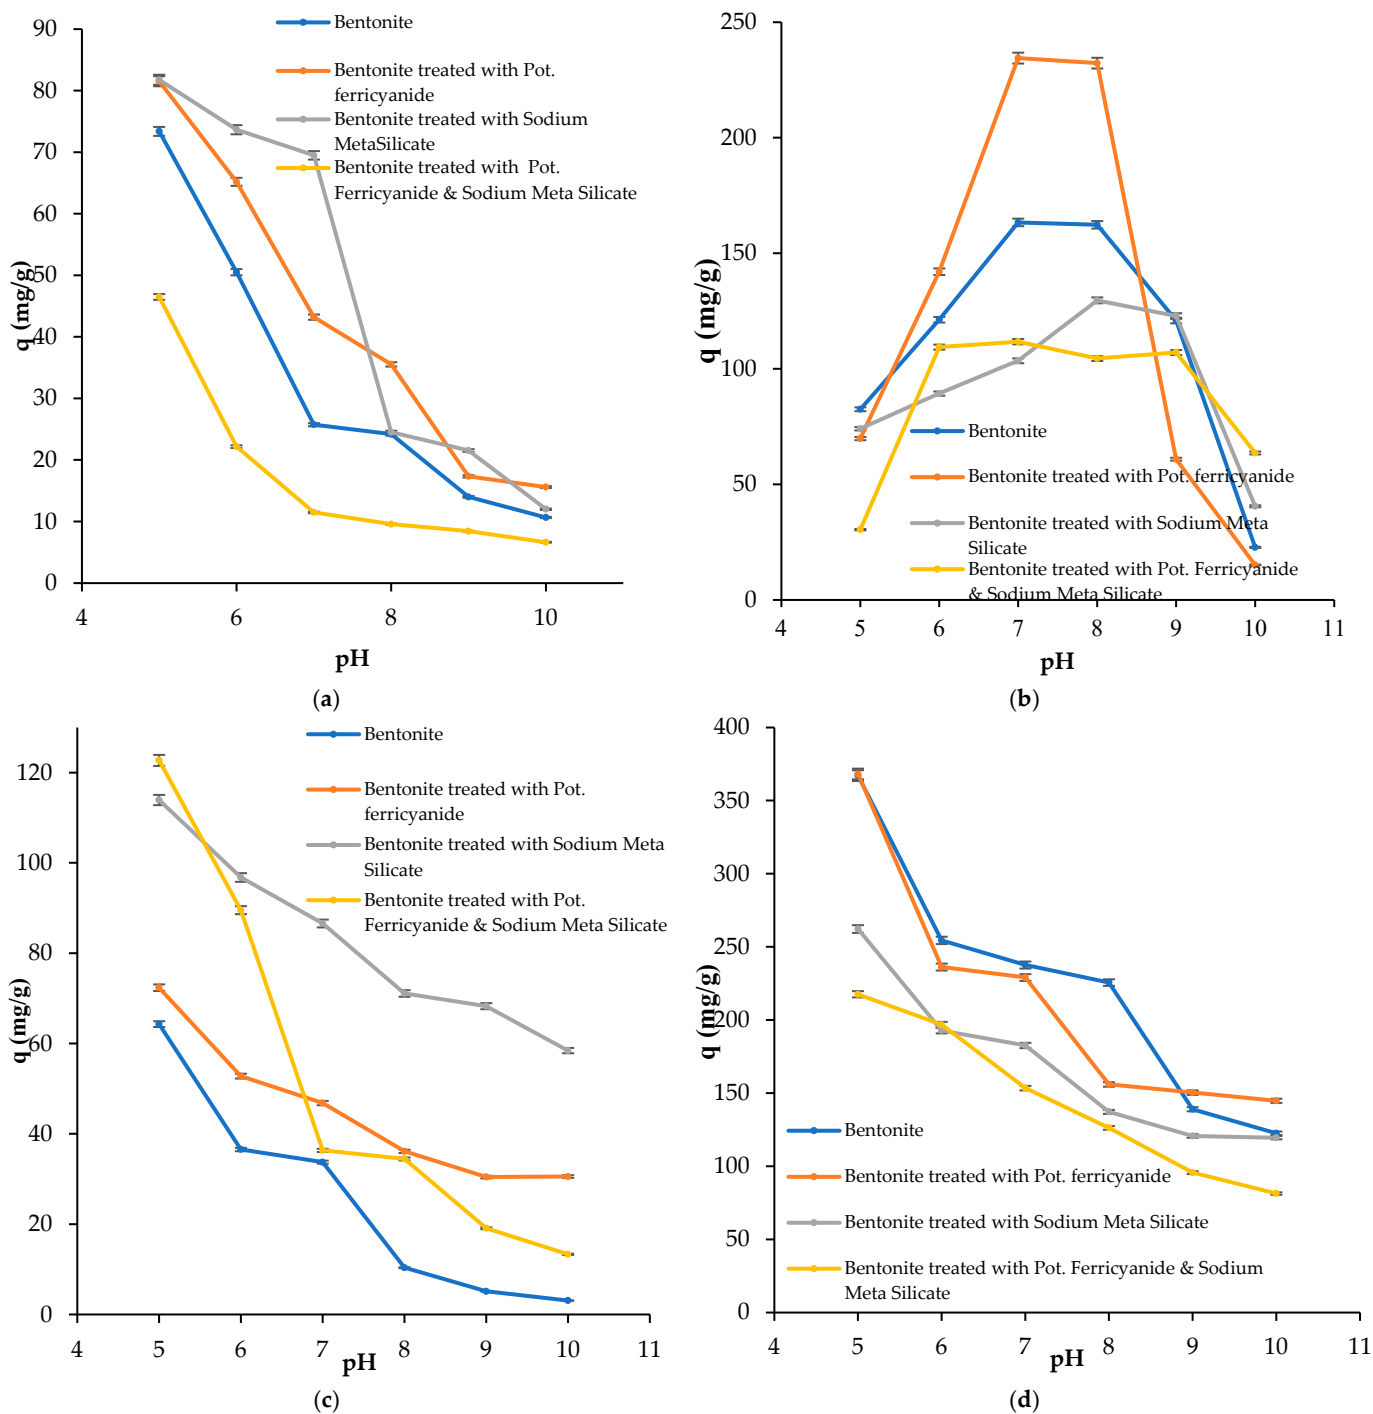 Bentonite
Bentonite treated with Pot.
ferricyanide
Bentonite treated with Sodium
MetaSilicate
Bentonite treated with Pot.
Ferricyanide & Sodium Meta Silicate
90
80
70
60
50
40
30
20
10
0
q (mg/g)
4
6
8
10
pH
(a)
250
200
150
100
50
0
q (mg/g)
Bentonite
Bentonite treated with Pot. ferricyanide
Bentonite treated with Sodium Meta
Silicate
Bentonite treated with Pot. Ferricyanide
& Sodium Meta Silicate
4
5
6
7
8
9
10
11
pH
(b)
Bentonite
Bentonite treated with Pot.
ferricyanide
Bentonite treated with Sodium Meta
Silicate
Bentonite treated with Pot.
Ferricyanide & Sodium Meta Silicate
120
100
80
60
40
20
0
q (mg/g)
4
5
6
7
8
9
10
11
pH
(c)
400
350
300
250
200
150
100
50
0
q (mg/g)
Bentonite
Bentonite treated with Pot. ferricyanide
Bentonite treated with Sodium Meta Silicate
Bentonite treated with Pot. Ferricyanide & Sodium
Meta Silicate
4
5
6
7
8
9
10
11
pH
(d)